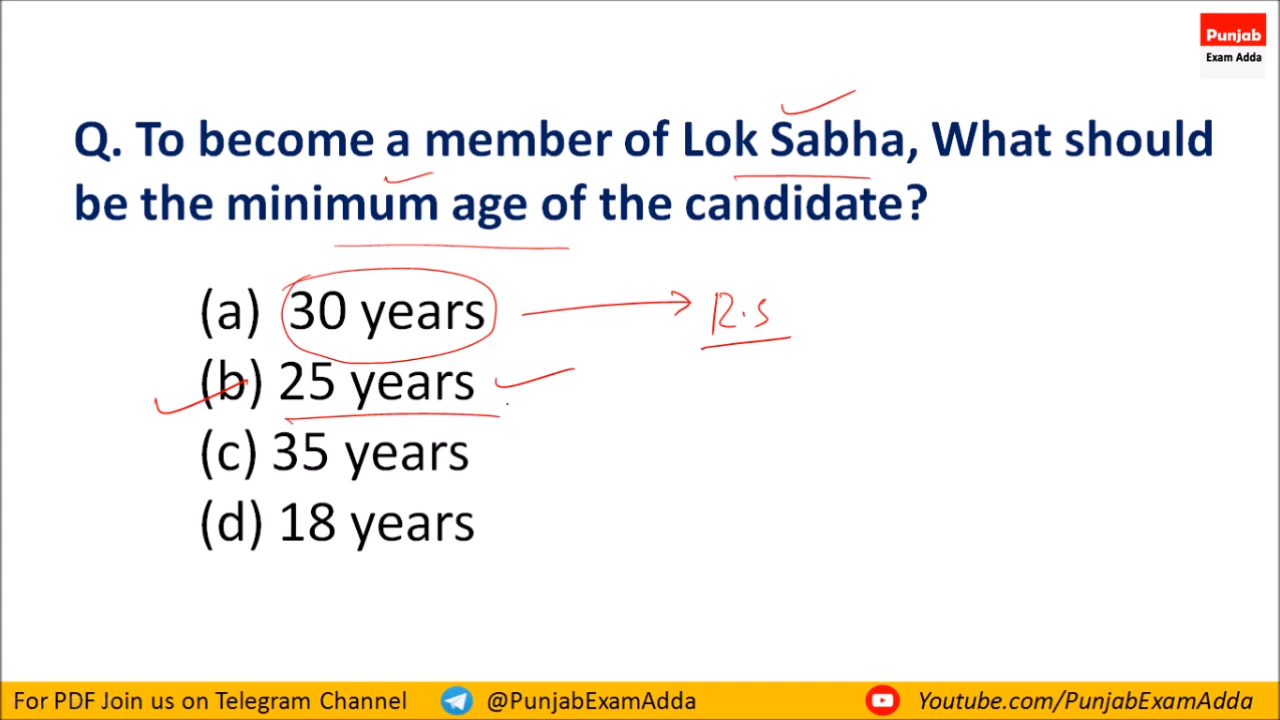 Punjab
Exam Adda
Q. To become a member of Lok Sabha, What should
be the minimum age of the candidate?
(a) 30 years R.S
(b) 25 years
(c) 35 years
(d) 18 years
For PDF Join us on Telegram Channel @PunjabExamAdda Youtube.com/PunjabExamAdda